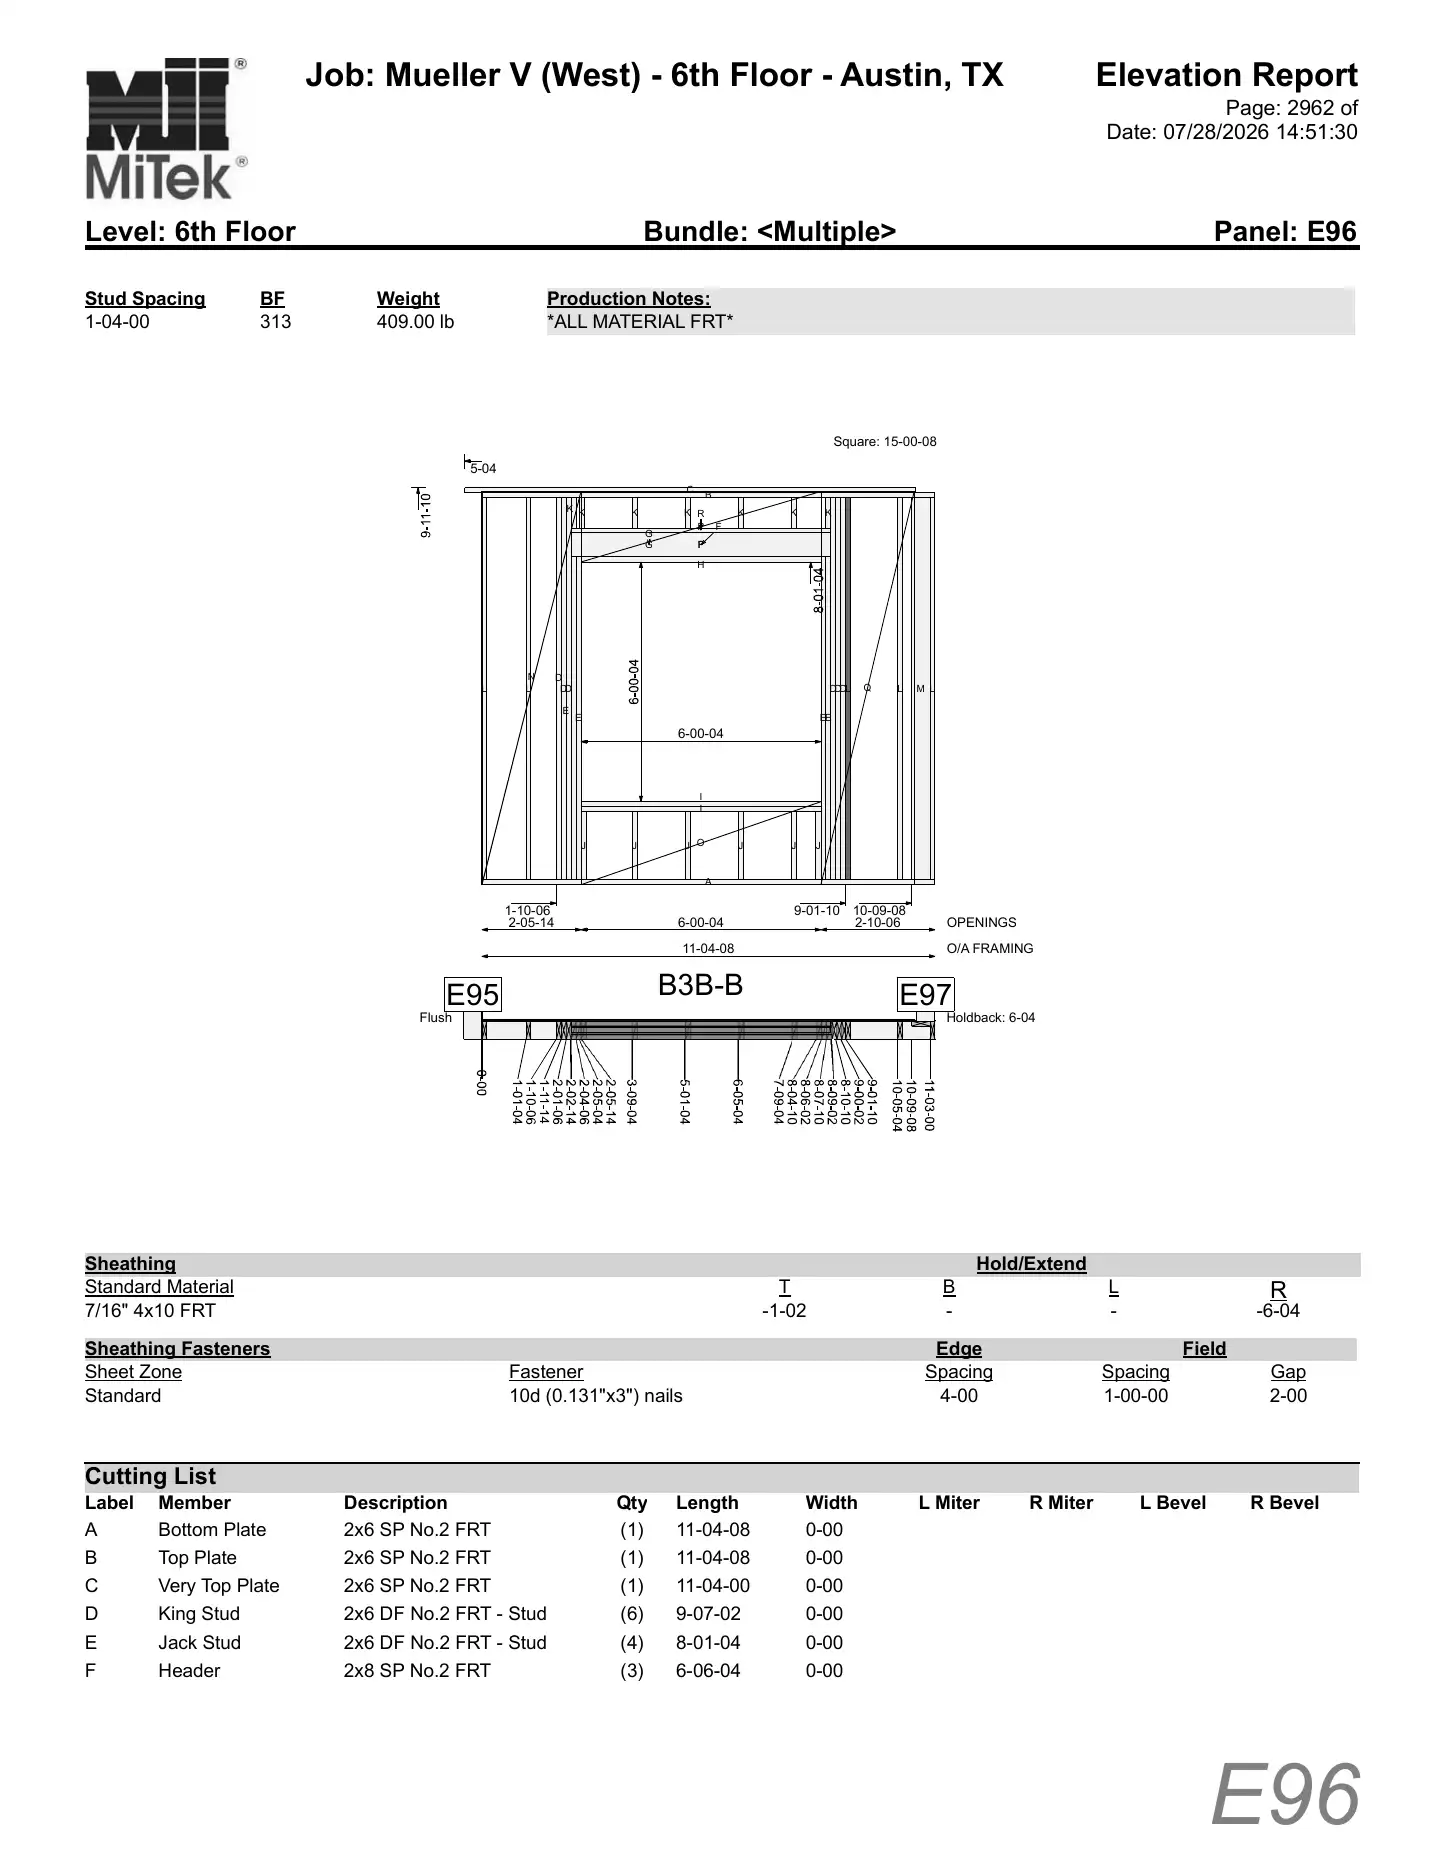 Job: Mueller V (West) - 6th Floor - Austin, TX
Elevation Report
Page: 2962 of
Date: 07/28/2026 14:51:30
MiTek
Level: 6th Floor Bundle: <Multiple> Panel: E96
Stud Spacing BF Weight Production Notes:
1-04-00 313 409.00 lb *ALL MATERIAL FRT*
Square: 15-00-08
5-04
9-11-10
C
B
K K K K R K K K
F
G
G
H
8-01-04
6-00-04
N D Q L M
E E
6-00-04
I
I
J J J O J J J
A
1-10-06 9-01-10 10-09-08
2-05-14 6-00-04 2-10-06 OPENINGS
11-04-08 O/A FRAMING
B3B-B
E95 E97
Flush Holdback: 6-04
0-00
1-01-04
1-10-06
1-11-14
2-01-06
2-02-14
2-04-06
2-05-04
2-05-14
3-09-04
5-01-04
6-05-04
7-09-04
8-04-10
8-06-02
8-07-10
8-09-02
8-10-10
9-00-02
9-01-10
10-05-04
10-09-08
11-03-00
Sheathing Hold/Extend
Standard Material T B L R
7/16" 4x10 FRT -1-02 - - -6-04
Sheathing Fasteners Edge Field
Sheet Zone Fastener Spacing Spacing Gap
Standard 10d (0.131"x3") nails 4-00 1-00-00 2-00
Cutting List
Label Member Description Qty Length Width L Miter R Miter L Bevel R Bevel
A Bottom Plate 2x6 SP No.2 FRT (1) 11-04-08 0-00
B Top Plate 2x6 SP No.2 FRT (1) 11-04-08 0-00
C Very Top Plate 2x6 SP No.2 FRT (1) 11-04-00 0-00
D King Stud 2x6 DF No.2 FRT - Stud (6) 9-07-02 0-00
E Jack Stud 2x6 DF No.2 FRT - Stud (4) 8-01-04 0-00
F Header 2x8 SP No.2 FRT (3) 6-06-04 0-00
E96